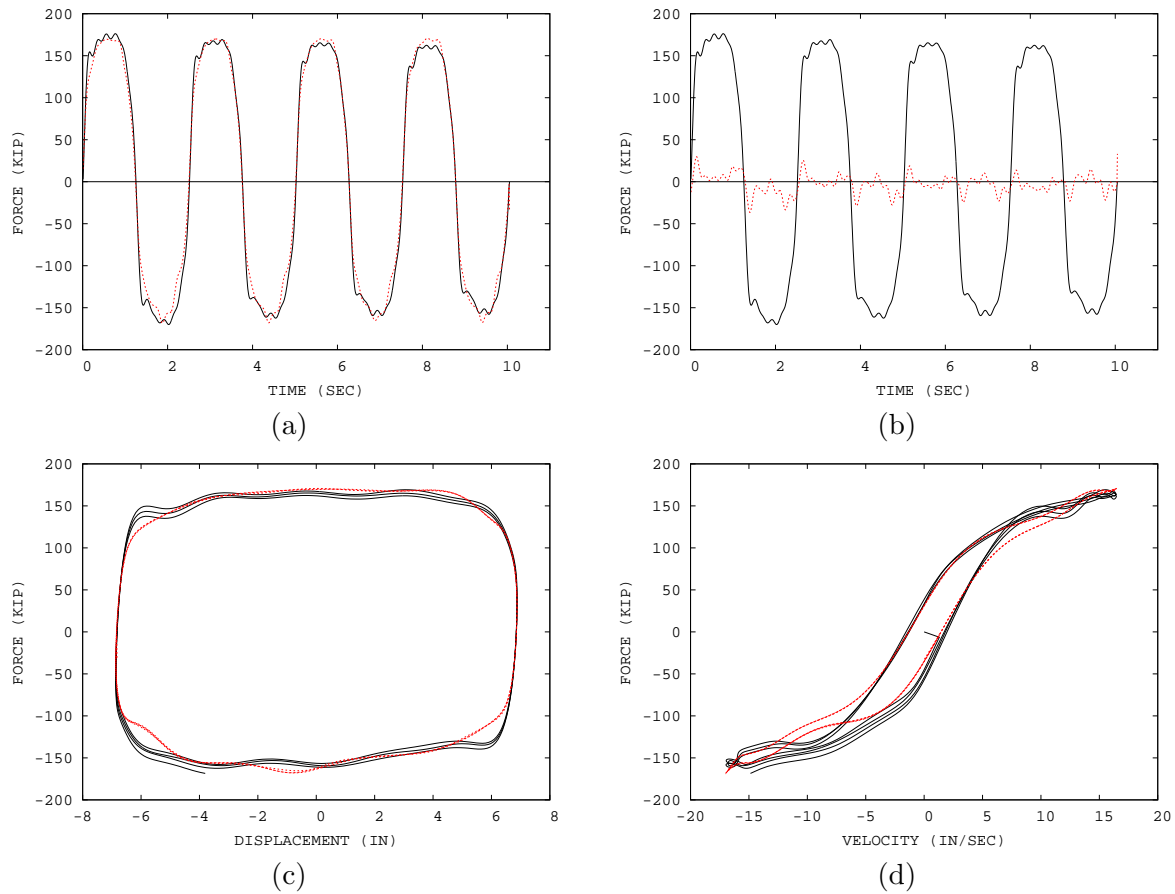 200
150
100
50
0
-50
-100
-150
-200
FORCE (KIP)
0 2 4 6 8 10
TIME (SEC)
(a)
200
150
100
50
0
-50
-100
-150
-200
FORCE (KIP)
0 2 4 6 8 10
TIME (SEC)
(b)
200
150
100
50
0
-50
-100
-150
-200
FORCE (KIP)
-8 -6 -4 -2 0 2 4 6 8
DISPLACEMENT (IN)
(c)
200
150
100
50
0
-50
-100
-150
-200
FORCE (KIP)
-20 -15 -10 -5 0 5 10 15 20
VELOCITY (IN/SEC)
(d)